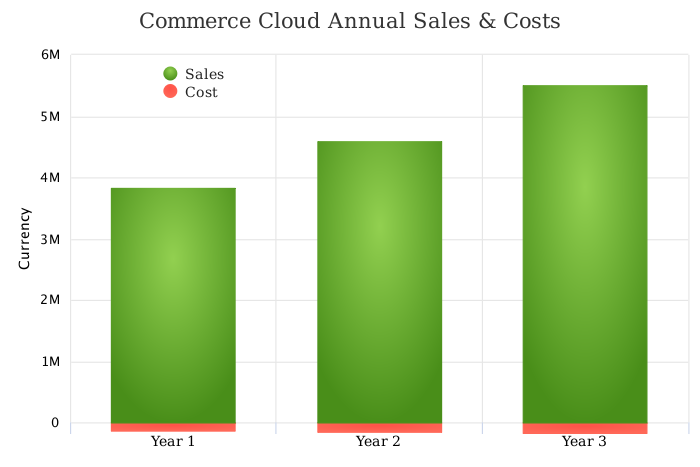 Commerce Cloud Annual Sales & Costs
6M
Sales
Cost
5M
4M
3M
Currency
2M
1M
0
Year 1 Year 2 Year 3